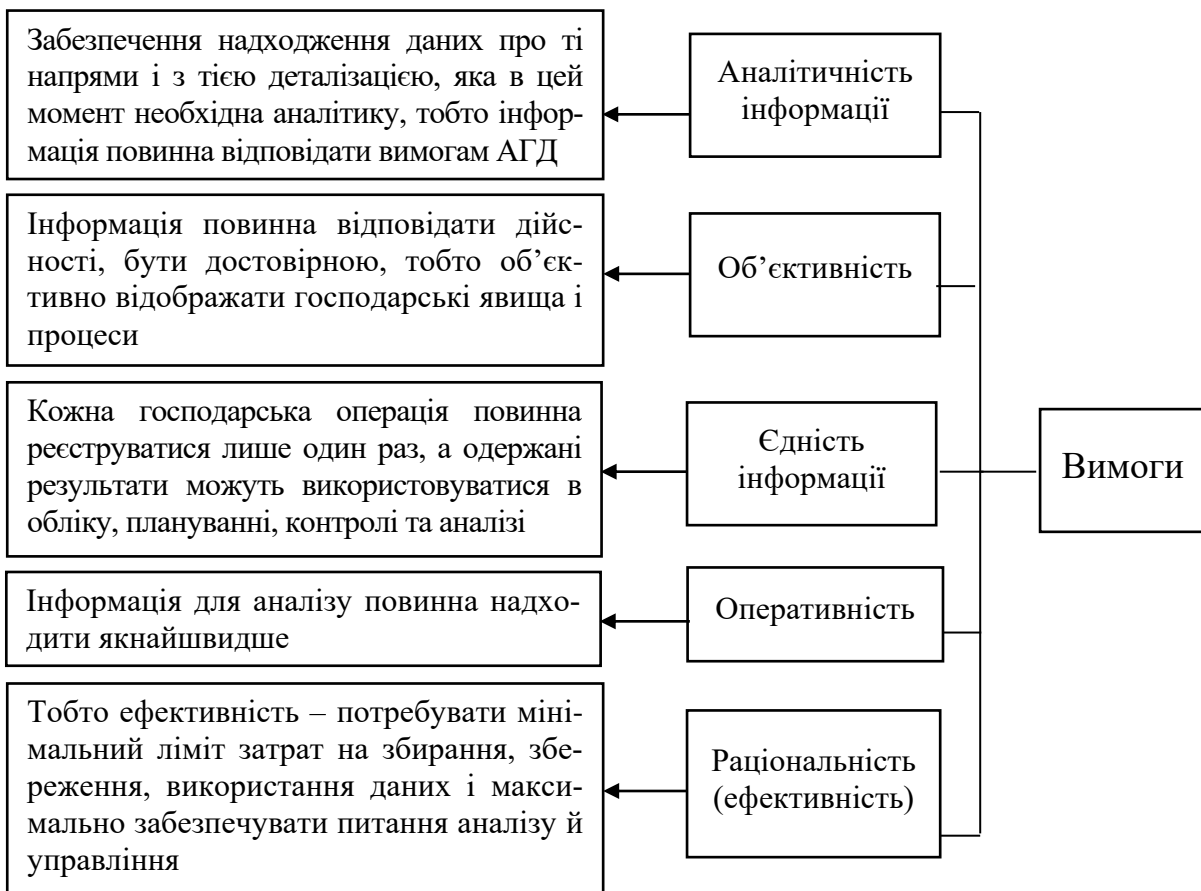 Забезпечення надходження даних про ті
напрями і з тією деталізацією, яка в цей
момент необхідна аналітику, тобто інфор-
мація повинна відповідати вимогам АГД
Аналітичність
інформації
Інформація повинна відповідати дійс-
ності, бути достовірною, тобто об’єк-
тивно відображати господарські явища і
процеси
Об’єктивність
Кожна господарська операція повинна
реєструватися лише один раз, а одержані
результати можуть використовуватися в
обліку, плануванні, контролі та аналізі
Єдність
інформації
Вимоги
Інформація для аналізу повинна надхо-
дити якнайшвидше
Оперативність
Тобто ефективність – потребувати міні-
мальний ліміт затрат на збирання, збе-
реження, використання даних і макси-
мально забезпечувати питання аналізу й
управління
Раціональність
(ефективність)